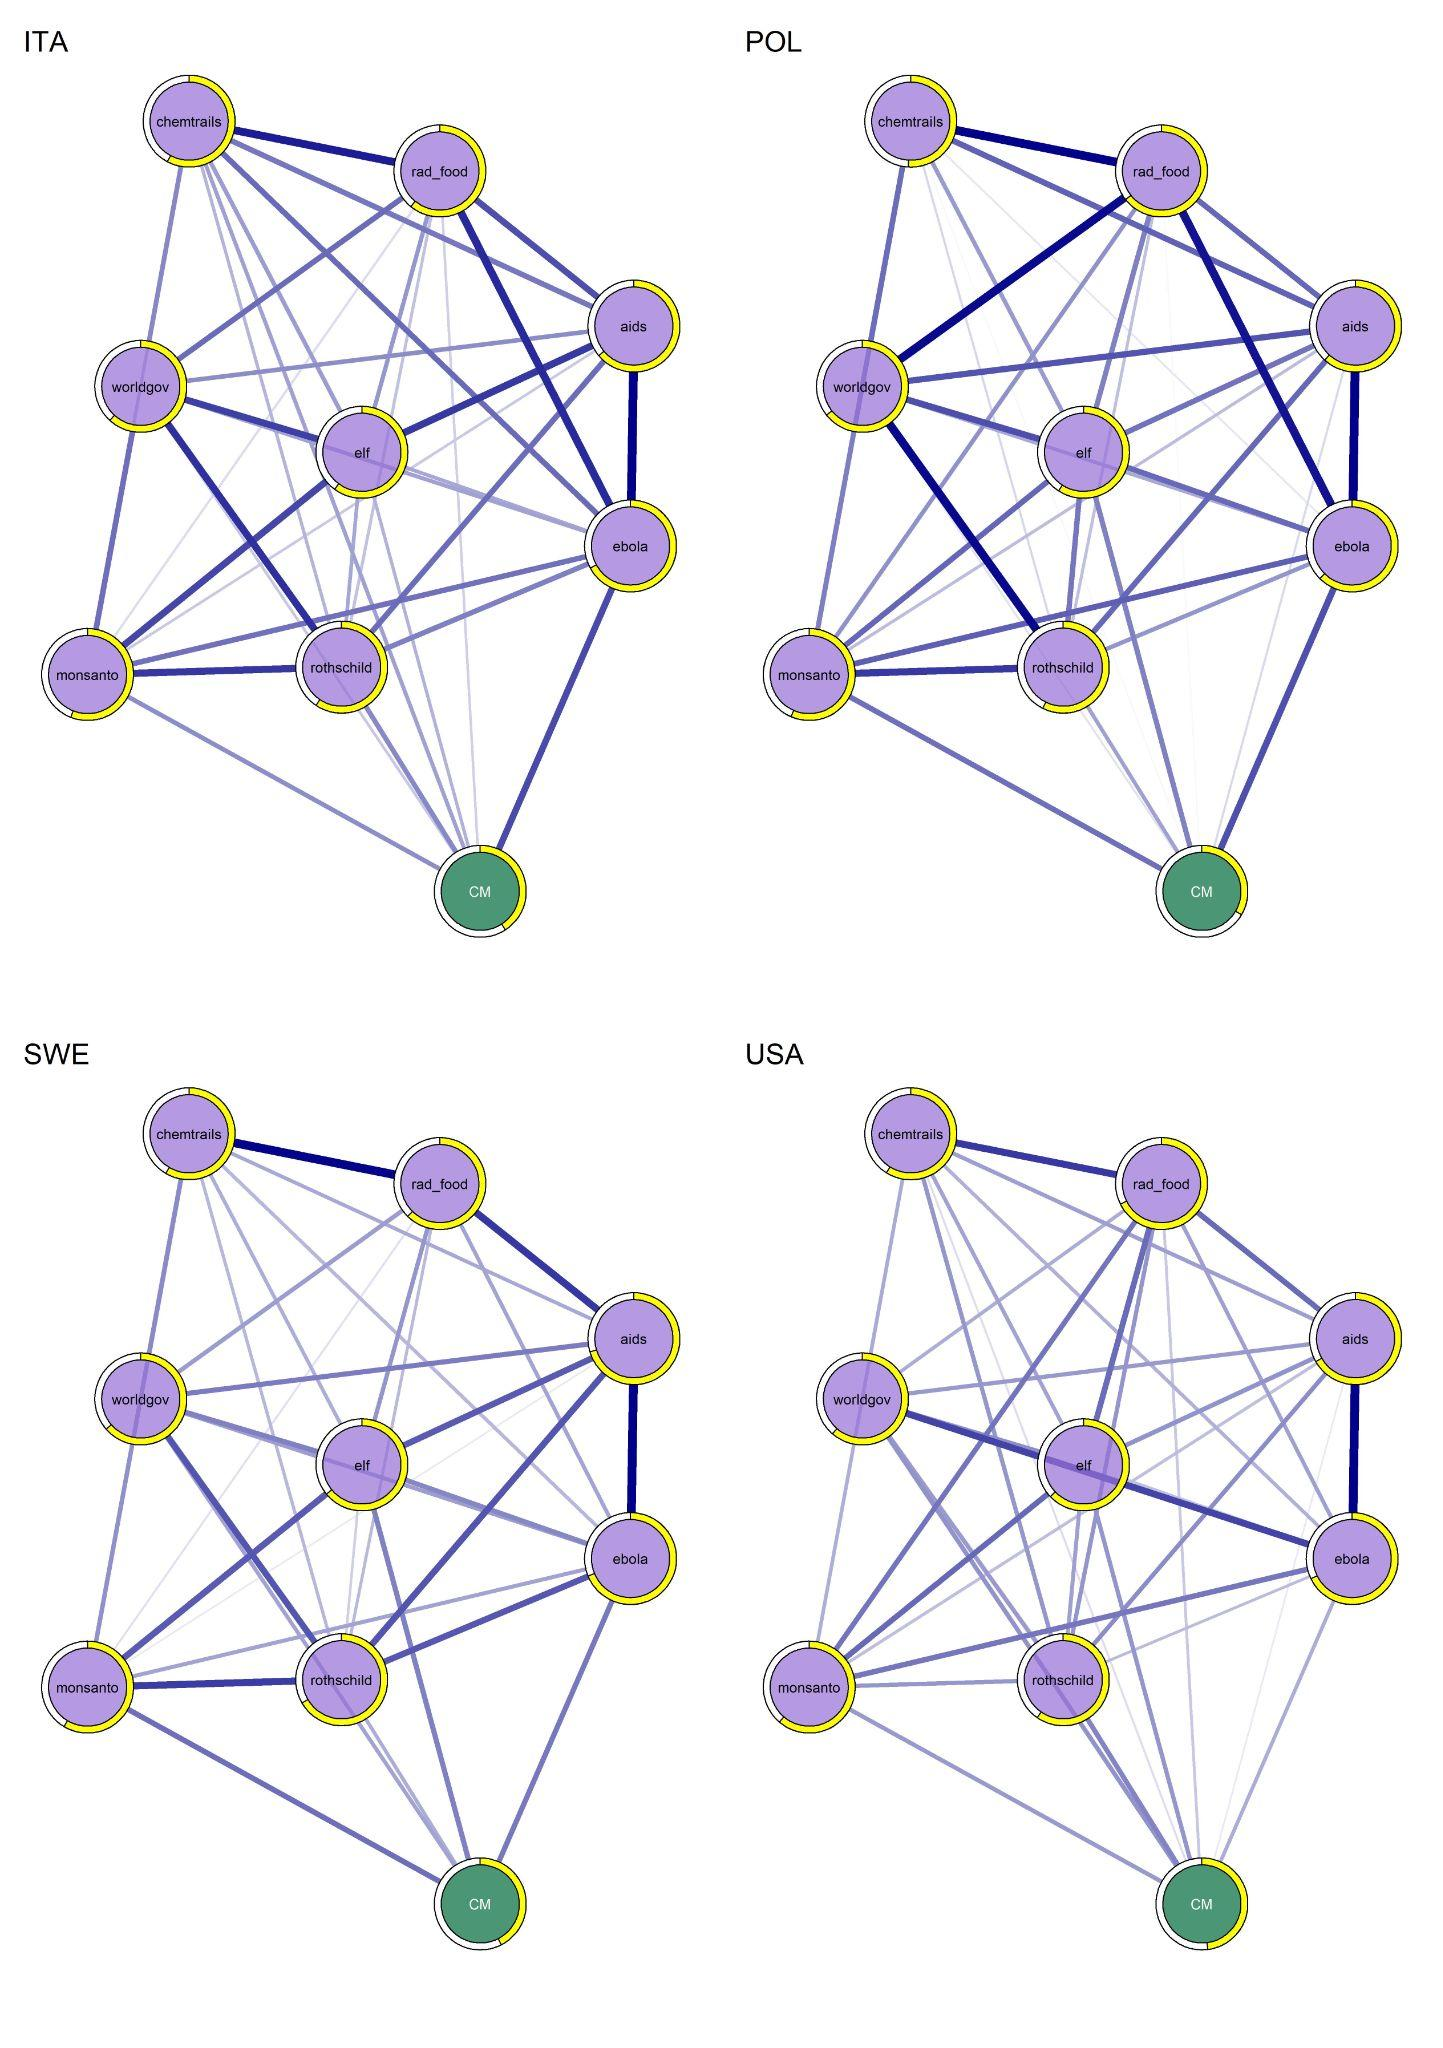 ITA
POL
chemtrails
rad_food
aids
worldgov
elf
ebola
monsanto
rothschild
CM
chemtrails
rad_food
aids
worldgov
elf
ebola
monsanto
rothschild
CM
SWE
USA
chemtrails
rad_food
aids
worldgov
elf
ebola
monsanto
rothschild
CM
chemtrails
rad_food
aids
worldgov
elf
ebola
monsanto
rothschild
CM